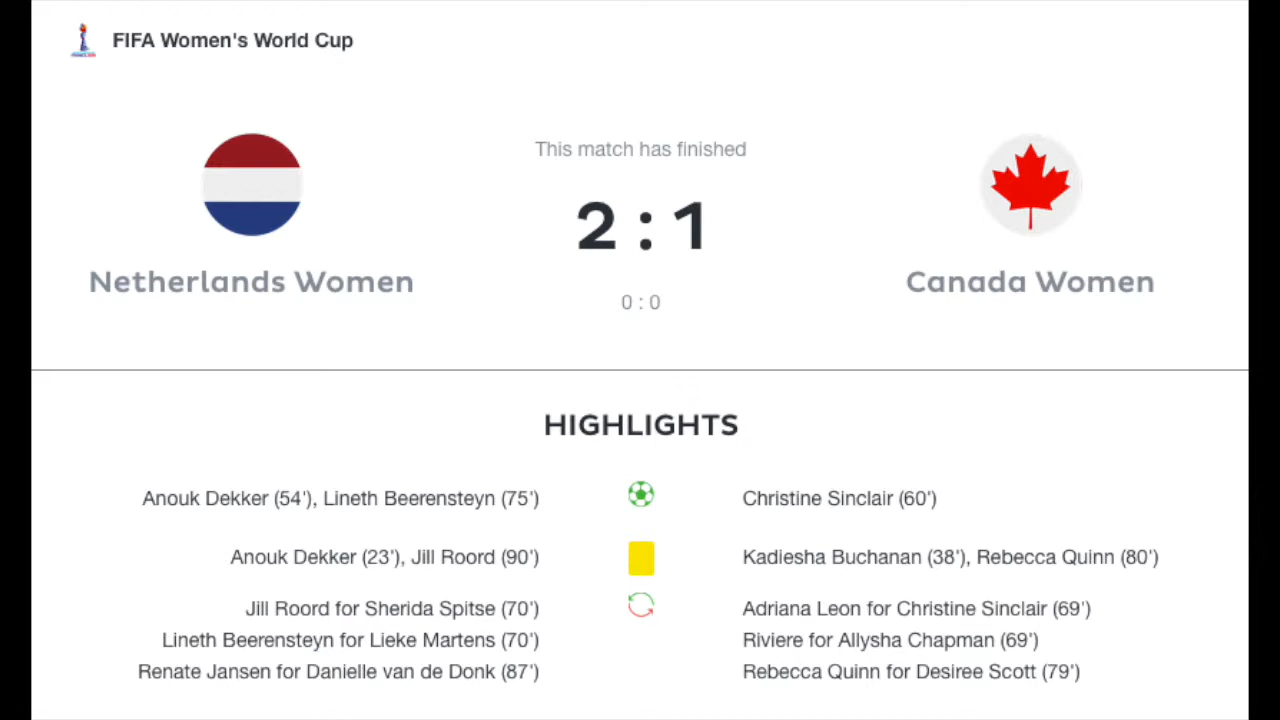 FIFA Women's World Cup
This match has finished
2 : 1
Netherlands Women
Canada Women
0 : 0
HIGHLIGHTS
Anouk Dekker (54'), Lineth Beerensteyn (75')
Christine Sinclair (60')
Anouk Dekker (23'), Jill Roord (90')
Kadiesha Buchanan (38'), Rebecca Quinn (80')
Jill Roord for Sherida Spitse (70')
Adriana Leon for Christine Sinclair (69')
Lineth Beerensteyn for Lieke Martens (70')
Riviere for Allysha Chapman (69')
Renate Jansen for Danielle van de Donk (87')
Rebecca Quinn for Desiree Scott (79')